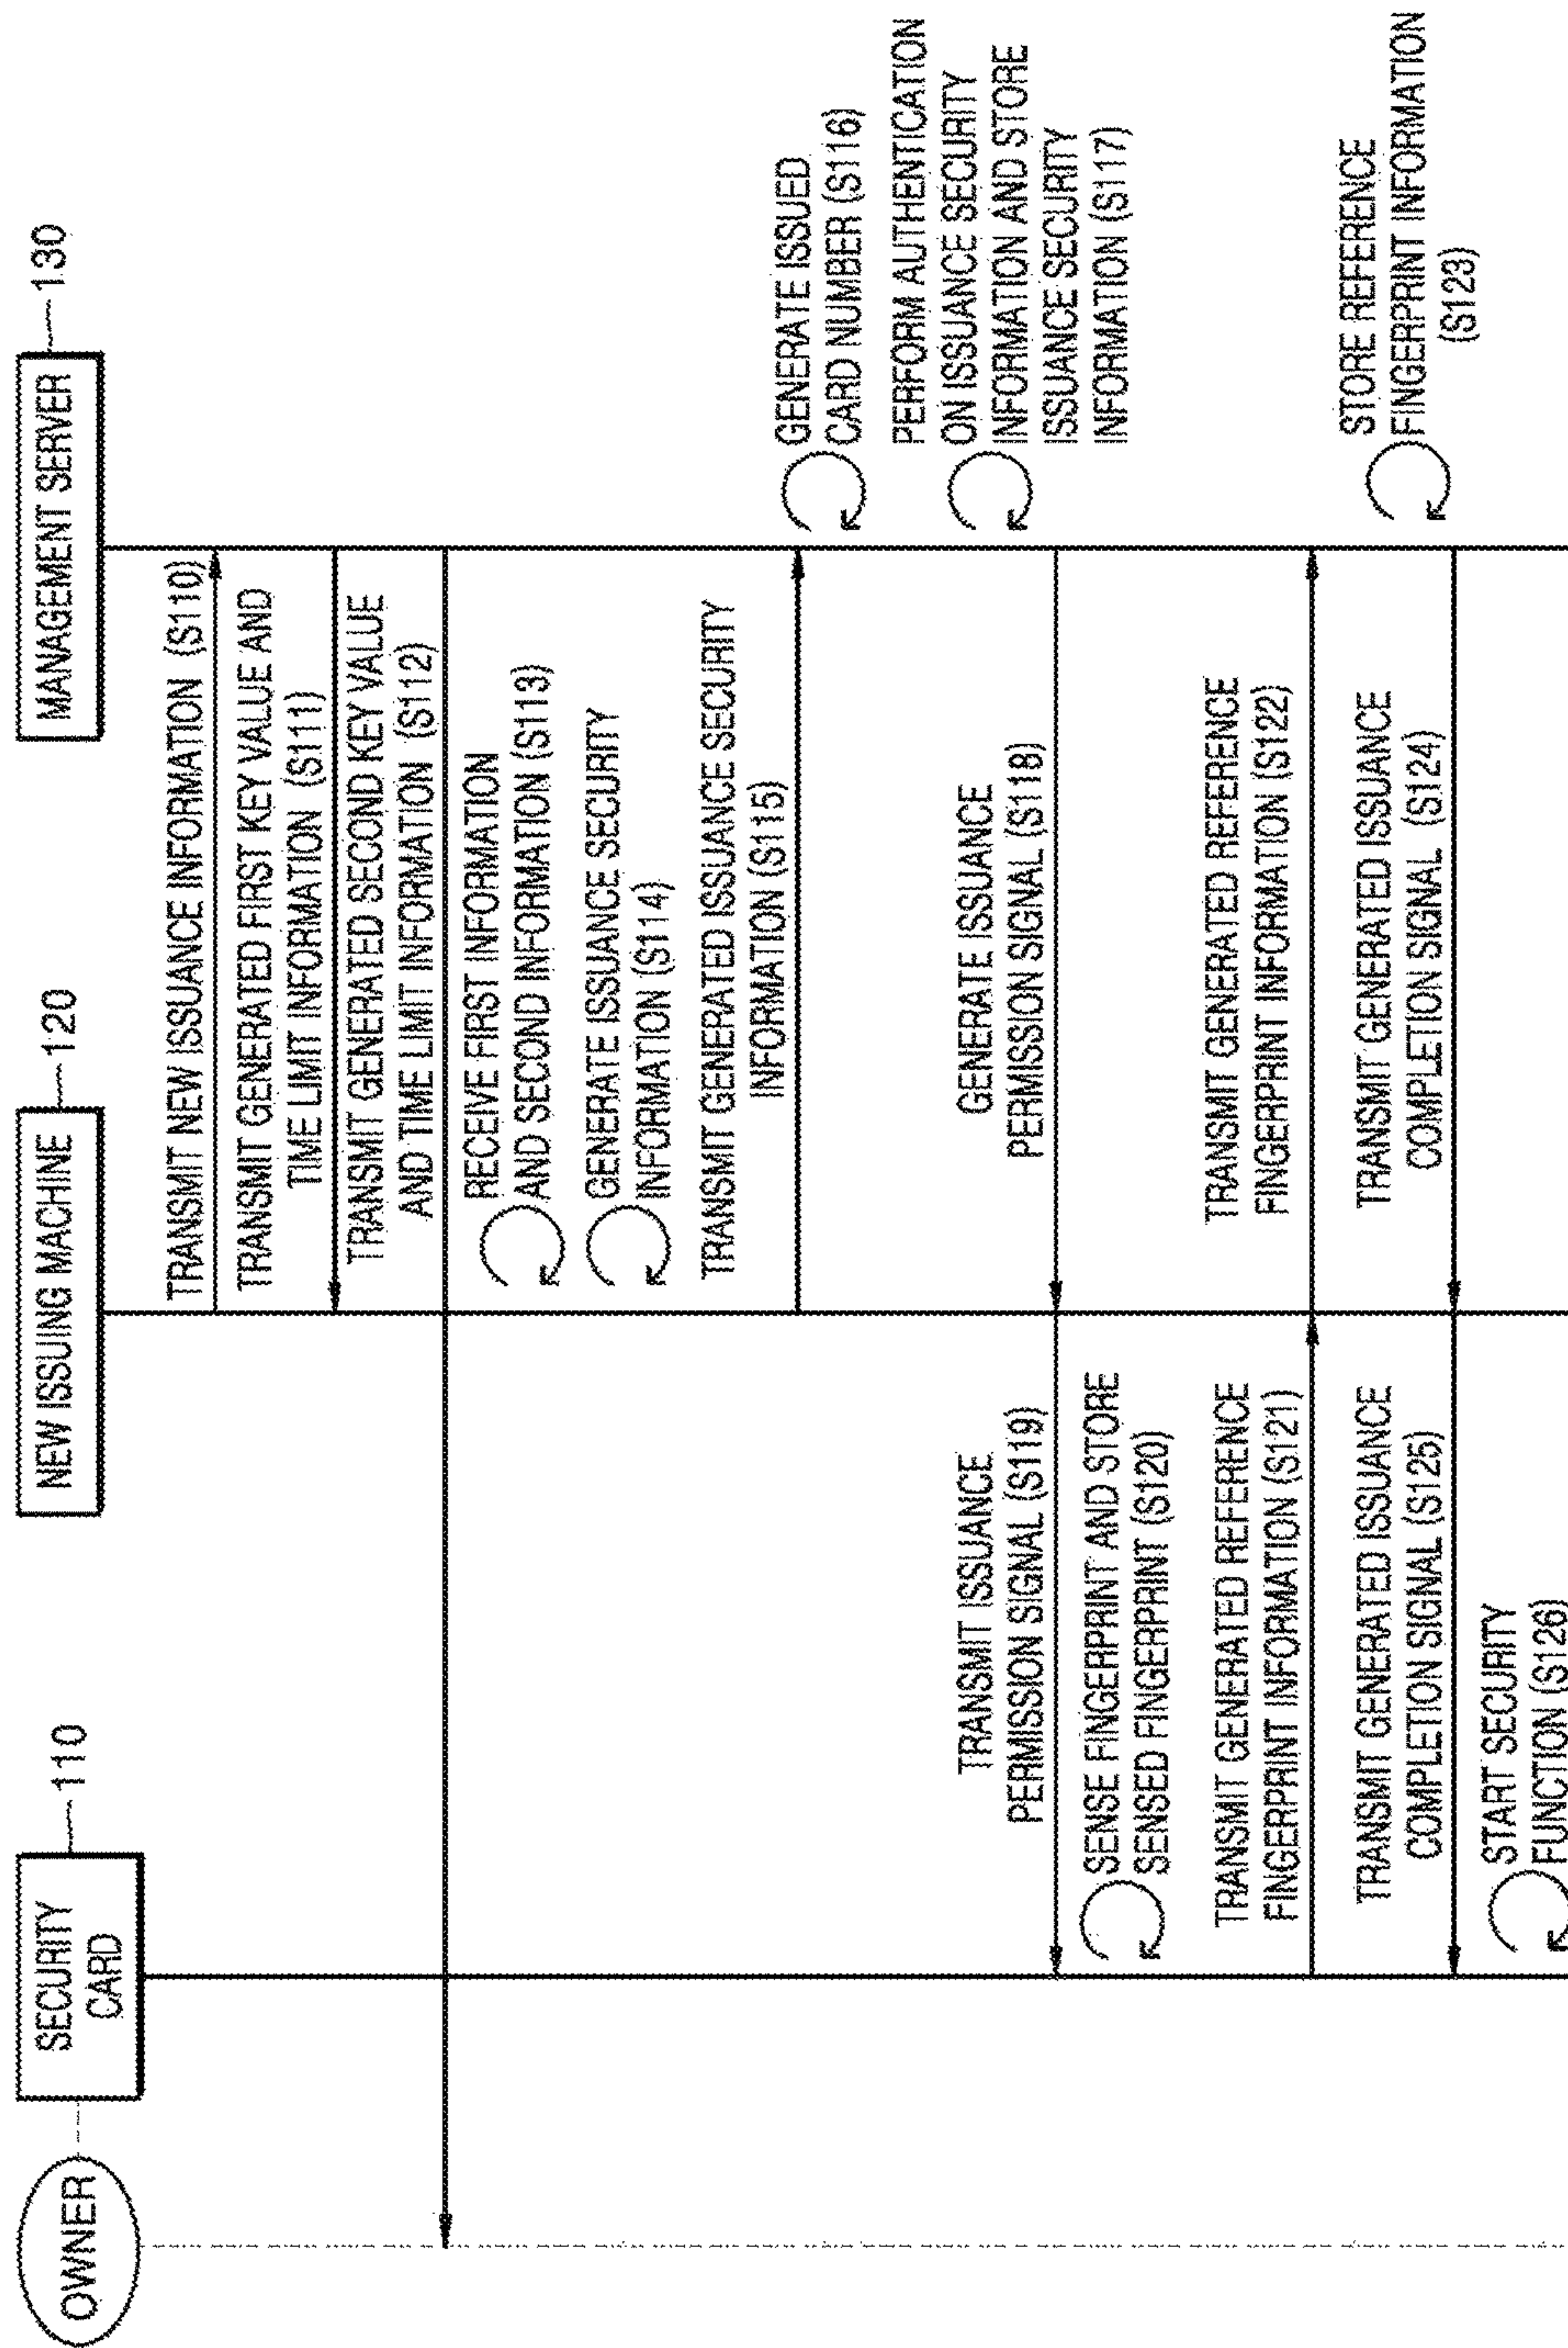 OWNER
SECURITY
CARD
110
NEW ISSUING MACHINE
120
MANAGEMENT SERVER
130
TRANSMIT NEW ISSUANCE INFORMATION (S110)
TRANSMIT GENERATED FIRST KEY VALUE AND
TIME LIMIT INFORMATION (S111)
TRANSMIT GENERATED SECOND KEY VALUE
AND TIME LIMIT INFORMATION (S112)
RECEIVE FIRST INFORMATION
AND SECOND INFORMATION (S113)
GENERATE ISSUANCE SECURITY
INFORMATION (S114)
TRANSMIT GENERATED ISSUANCE SECURITY
INFORMATION (S115)
GENERATE ISSUED
CARD NUMBER (S116)
PERFORM AUTHENTICATION
ON ISSUANCE SECURITY
INFORMATION AND STORE
ISSUANCE SECURITY
INFORMATION (S117)
GENERATE ISSUANCE
PERMISSION SIGNAL (S118)
TRANSMIT ISSUANCE
PERMISSION SIGNAL (S119)
SENSE FINGERPRINT AND STORE
SENSED FINGERPRINT (S120)
TRANSMIT GENERATED REFERENCE
FINGERPRINT INFORMATION (S121)
TRANSMIT GENERATED REFERENCE
FINGERPRINT INFORMATION (S122)
STORE REFERENCE
FINGERPRINT INFORMATION
(S123)
TRANSMIT GENERATED ISSUANCE
COMPLETION SIGNAL (S124)
TRANSMIT GENERATED ISSUANCE
COMPLETION SIGNAL (S125)
START SECURITY
FUNCTION (S126)